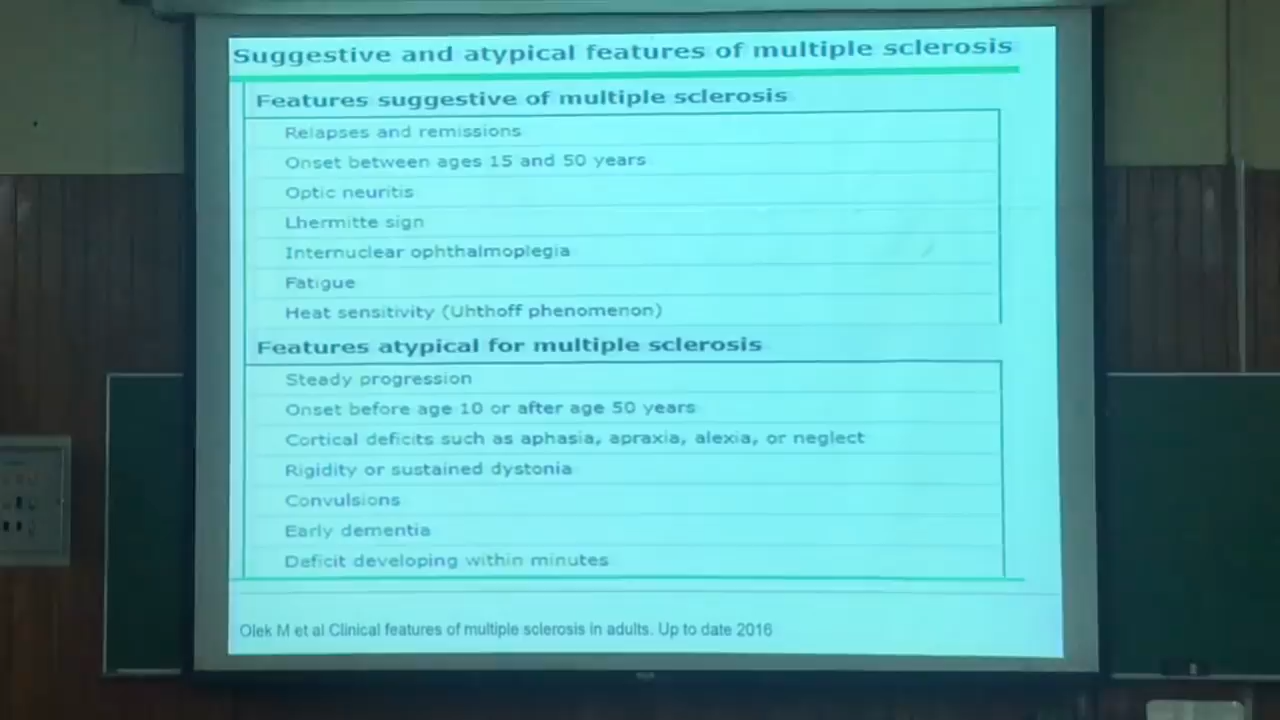 Suggestive and atypical features of multiple sclerosis
Features suggestive of multiple sclerosis
Relapses and remissions
Onset between ages 15 and 50 years
Optic neuritis
Lhermitte sign
Internuclear ophthalmoplegia
Fatigue
Heat sensitivity (Uhthoff phenomenon)
Features atypical for multiple sclerosis
Steady progression
Onset before age 10 or after age 50 years
Cortical deficits such as aphasia, apraxia, alexia, or neglect
Rigidity or sustained dystonia
Convulsions
Early dementia
Deficit developing within minutes
Olek M et al Clinical features of multiple sclerosis in adults. Up to date 2016